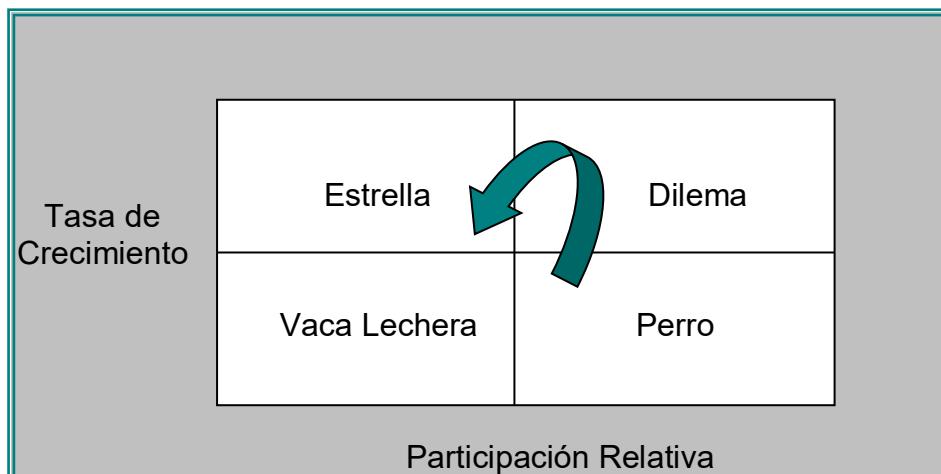 Estrella
Dilema
Tasa de
Crecimiento
Vaca Lechera
Perro
Participación Relativa